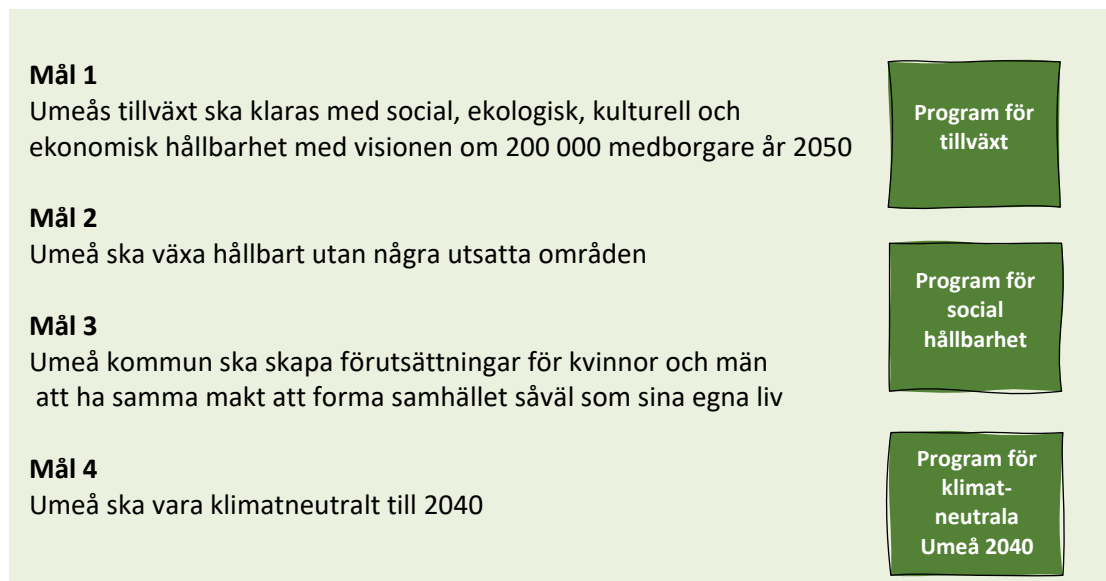 Mål 1
Umeås tillväxt ska klaras med social, ekologisk, kulturell och
ekonomisk hållbarhet med visionen om 200 000 medborgare år 2050
Mål 2
Umeå ska växa hållbart utan några utsatta områden
Mål 3
Umeå kommun ska skapa förutsättningar för kvinnor och män
att ha samma makt att forma samhället såväl som sina egna liv
Mål 4
Umeå ska vara klimatneutralt till 2040
Program för
tillväxt
Program för
social
hållbarhet
Program för
klimat-
neutrala
Umeå 2040